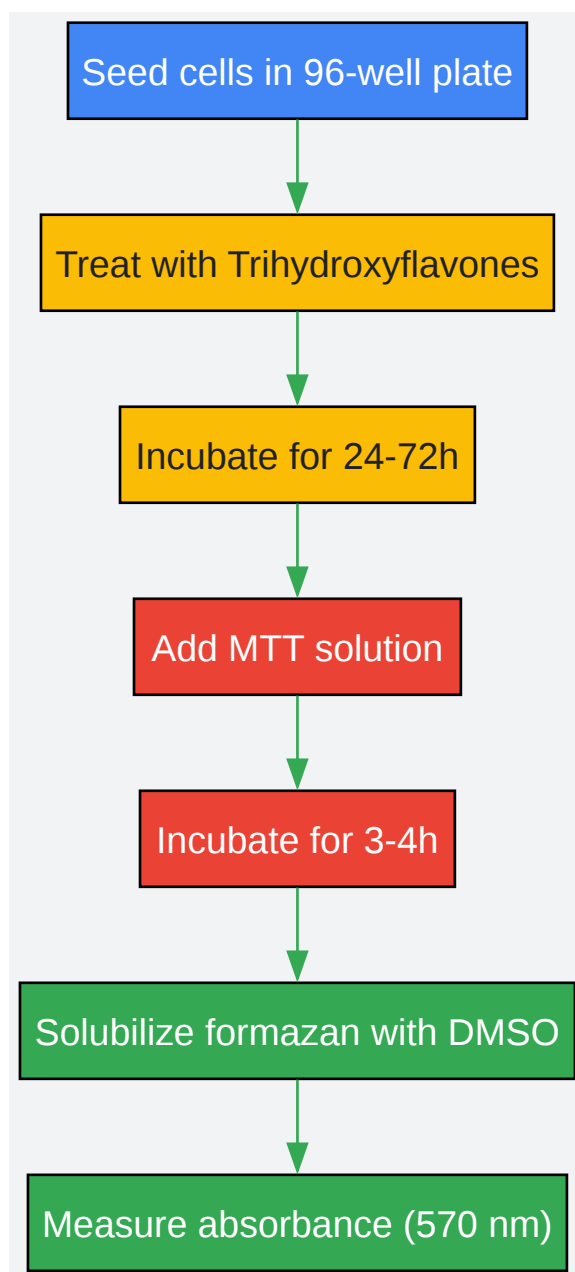 Seed cells in 96-well plate
Treat with Trihydroxyflavones
Incubate for 24-72h
Add MTT solution
Incubate for 3-4h
Solubilize formazan with DMSO
Measure absorbance (570 nm)